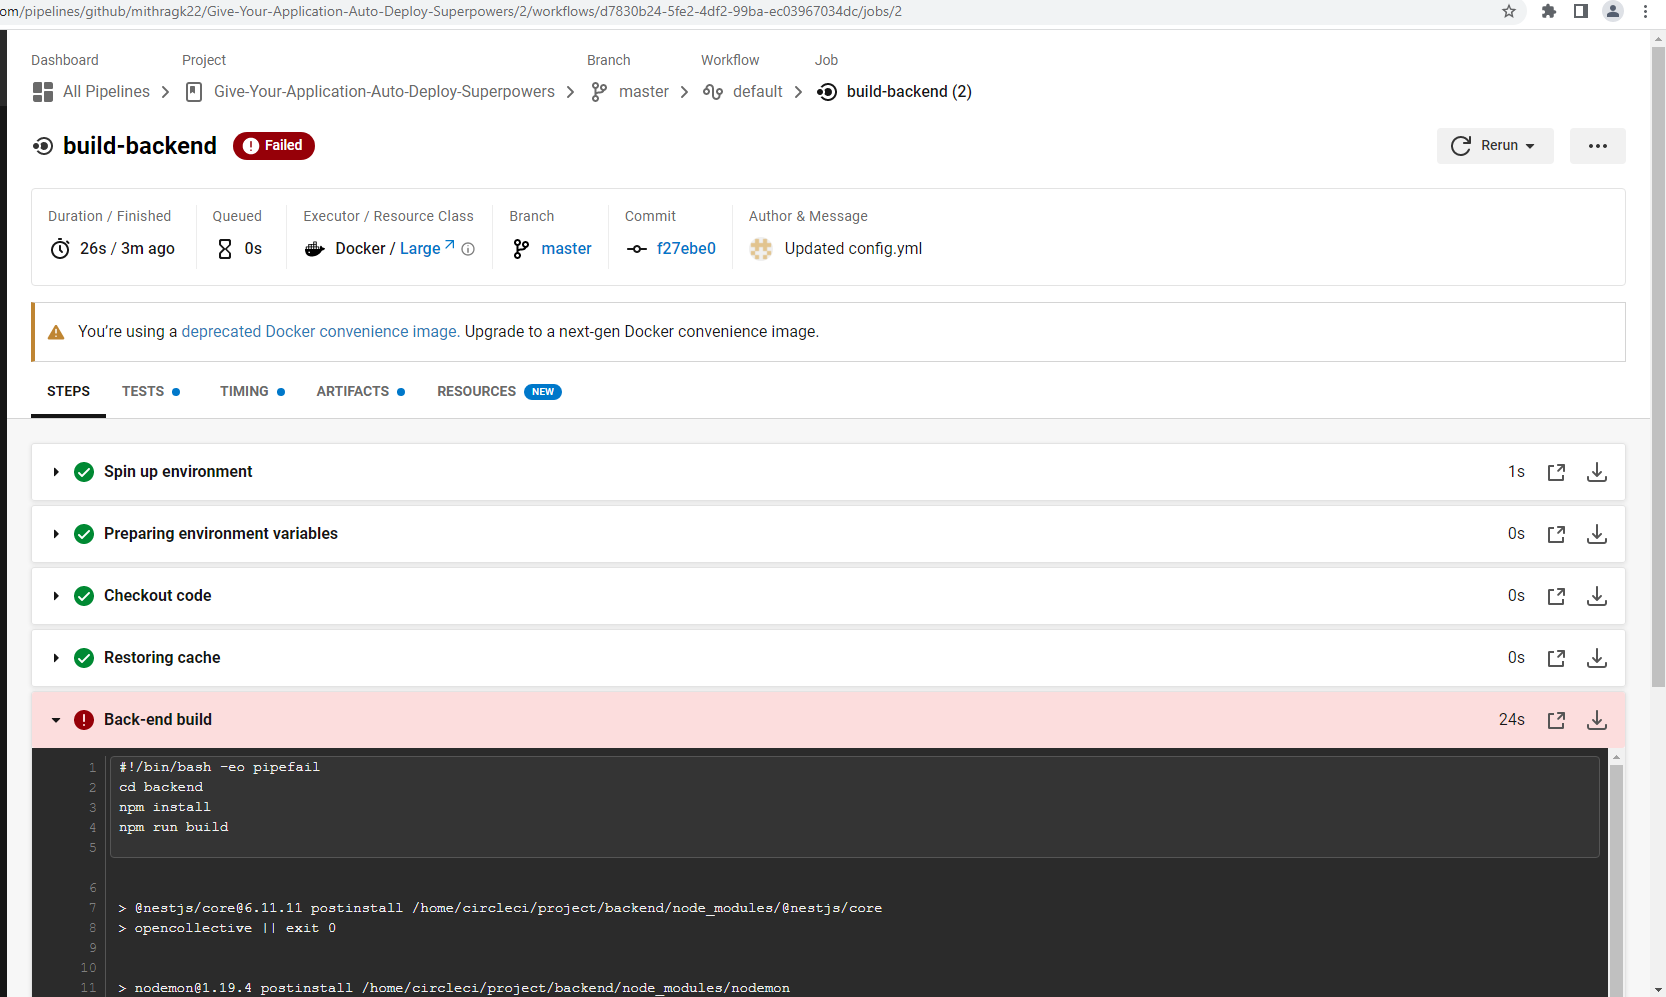 om/pipelines/github/mithragk22/Give-Your-Application-Auto-Deploy-Superpowers/2/workflows/d7830b24-5fe2-4df2-99ba-ec03967034dc/jobs/2
Dashboard Project Branch Workflow Job
All Pipelines Give-Your-Application-Auto-Deploy-Superpowers master default build-backend (2)
build-backend Failed Rerun
Duration / Finished Queued Executor / Resource Class Branch Commit Author & Message
26s / 3m ago 0s Docker / Large master f27ebe0 Updated config.yml
You’re using a deprecated Docker convenience image. Upgrade to a next-gen Docker convenience image.
STEPS TESTS TIMING ARTIFACTS RESOURCES NEW
Spin up environment 1s
Preparing environment variables 0s
Checkout code 0s
Restoring cache 0s
Back-end build 24s
1 #!/bin/bash -eo pipefail
2 cd backend
3 npm install
4 npm run build
5
6
7 > @nestjs/core@6.11.11 postinstall /home/circleci/project/backend/node_modules/@nestjs/core
8 > opencollective || exit 0
9
10
11 > nodemon@1.19.4 postinstall /home/circleci/project/backend/node_modules/nodemon